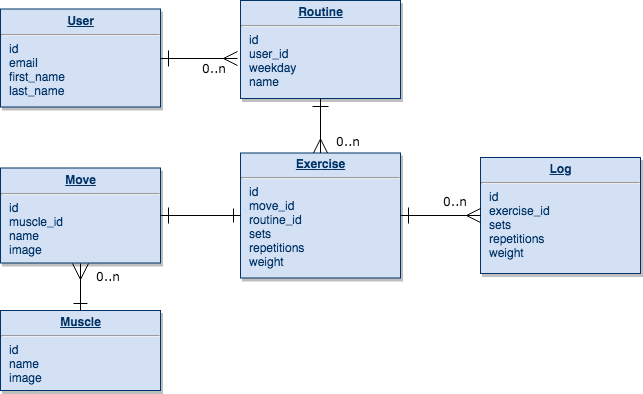 User
id
email
first_name
last_name
0..n
Routine
id
user_id
weekday
name
0..n
Move
id
muscle_id
name
image
0..n
Exercise
id
move_id
routine_id
sets
repetitions
weight
0..n
Log
id
exercise_id
sets
repetitions
weight
Muscle
id
name
image